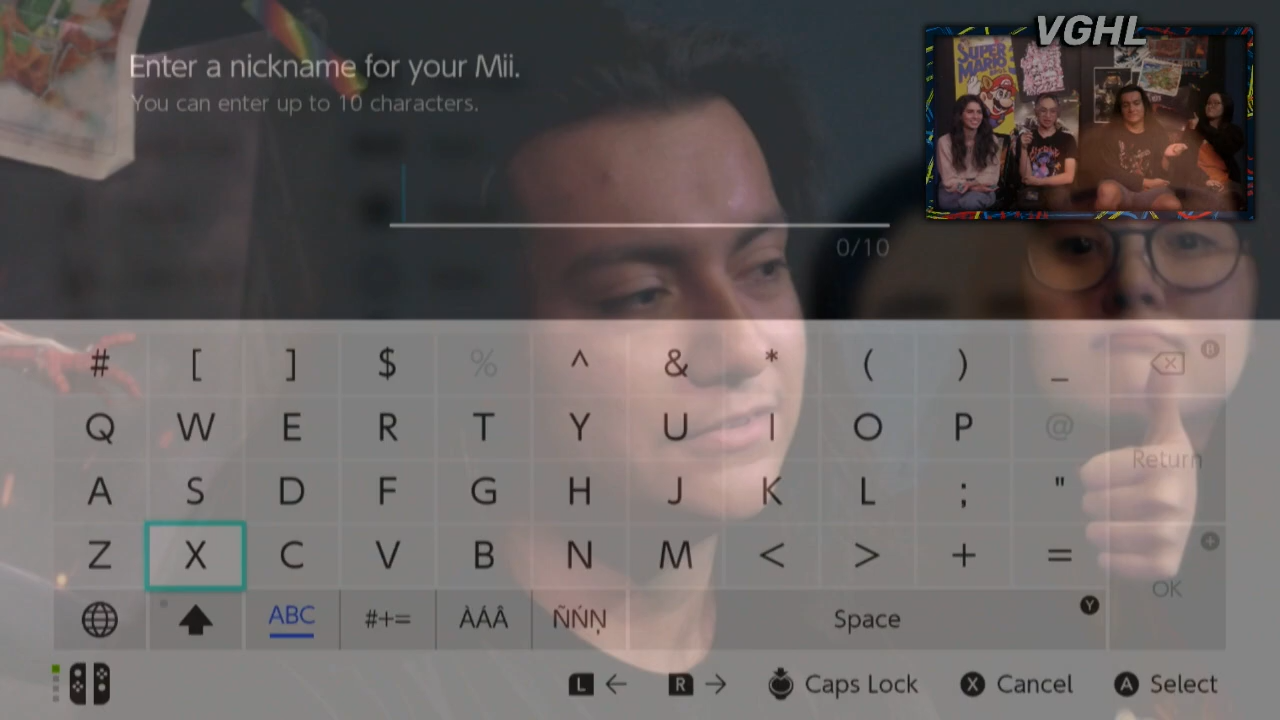 VGHL
Enter a nickname for your Mii.
You can enter up to 10 characters.
SUPER
MARIO
0/10
# [ ] $ % ^ & * ( ) _ B
Q W E R T Y U I O P @ Return
A S D F G H J K L ; "
Z X C V B N M < > + = OK
ABC #+= ÀÁÂ ÑŃŅ Space Y
L ← R → Caps Lock X Cancel A Select